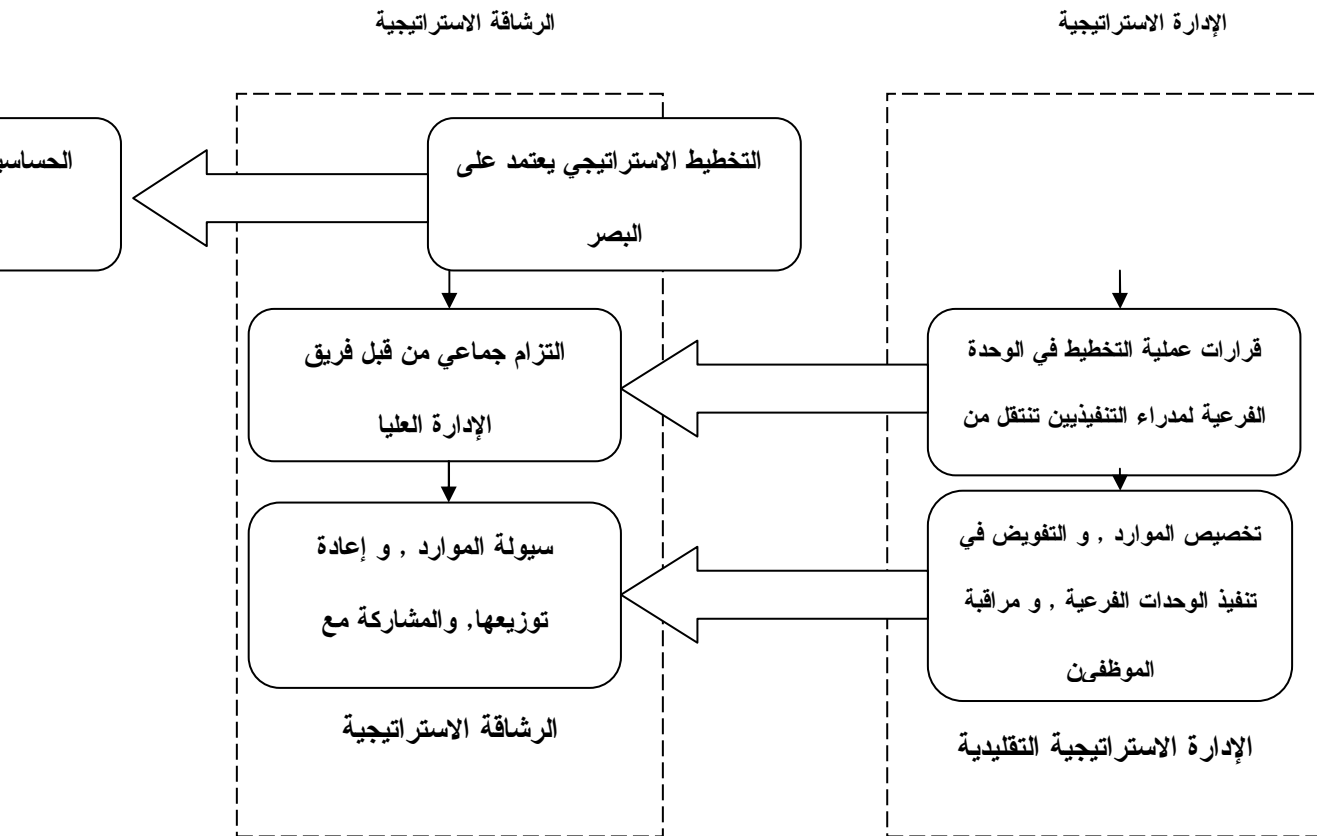 الإدارة الاستراتيجية
الرشاقة الاستراتيجية
التخطيط الاستراتيجي يعتمد على
البصر
قرارات عملية التخطيط في الوحدة
الفرعية لمدراء التنفيذيين تنتقل من
التزام جماعي من قبل فريق
الإدارة العليا
تخصيص الموارد , و التفويض في
تنفيذ الوحدات الفرعية , و مراقبة
الموظفىن
سيولة الموارد , و إعادة
توزيعها, والمشاركة مع
الإدارة الاستراتيجية التقليدية
الرشاقة الاستراتيجية